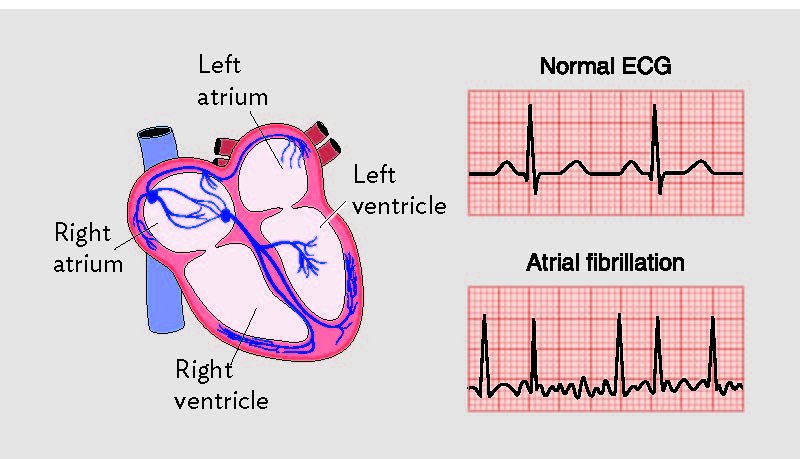 Left
atrium
Left
ventricle
Right
atrium
Right
ventricle
Normal ECG
Atrial fibrillation